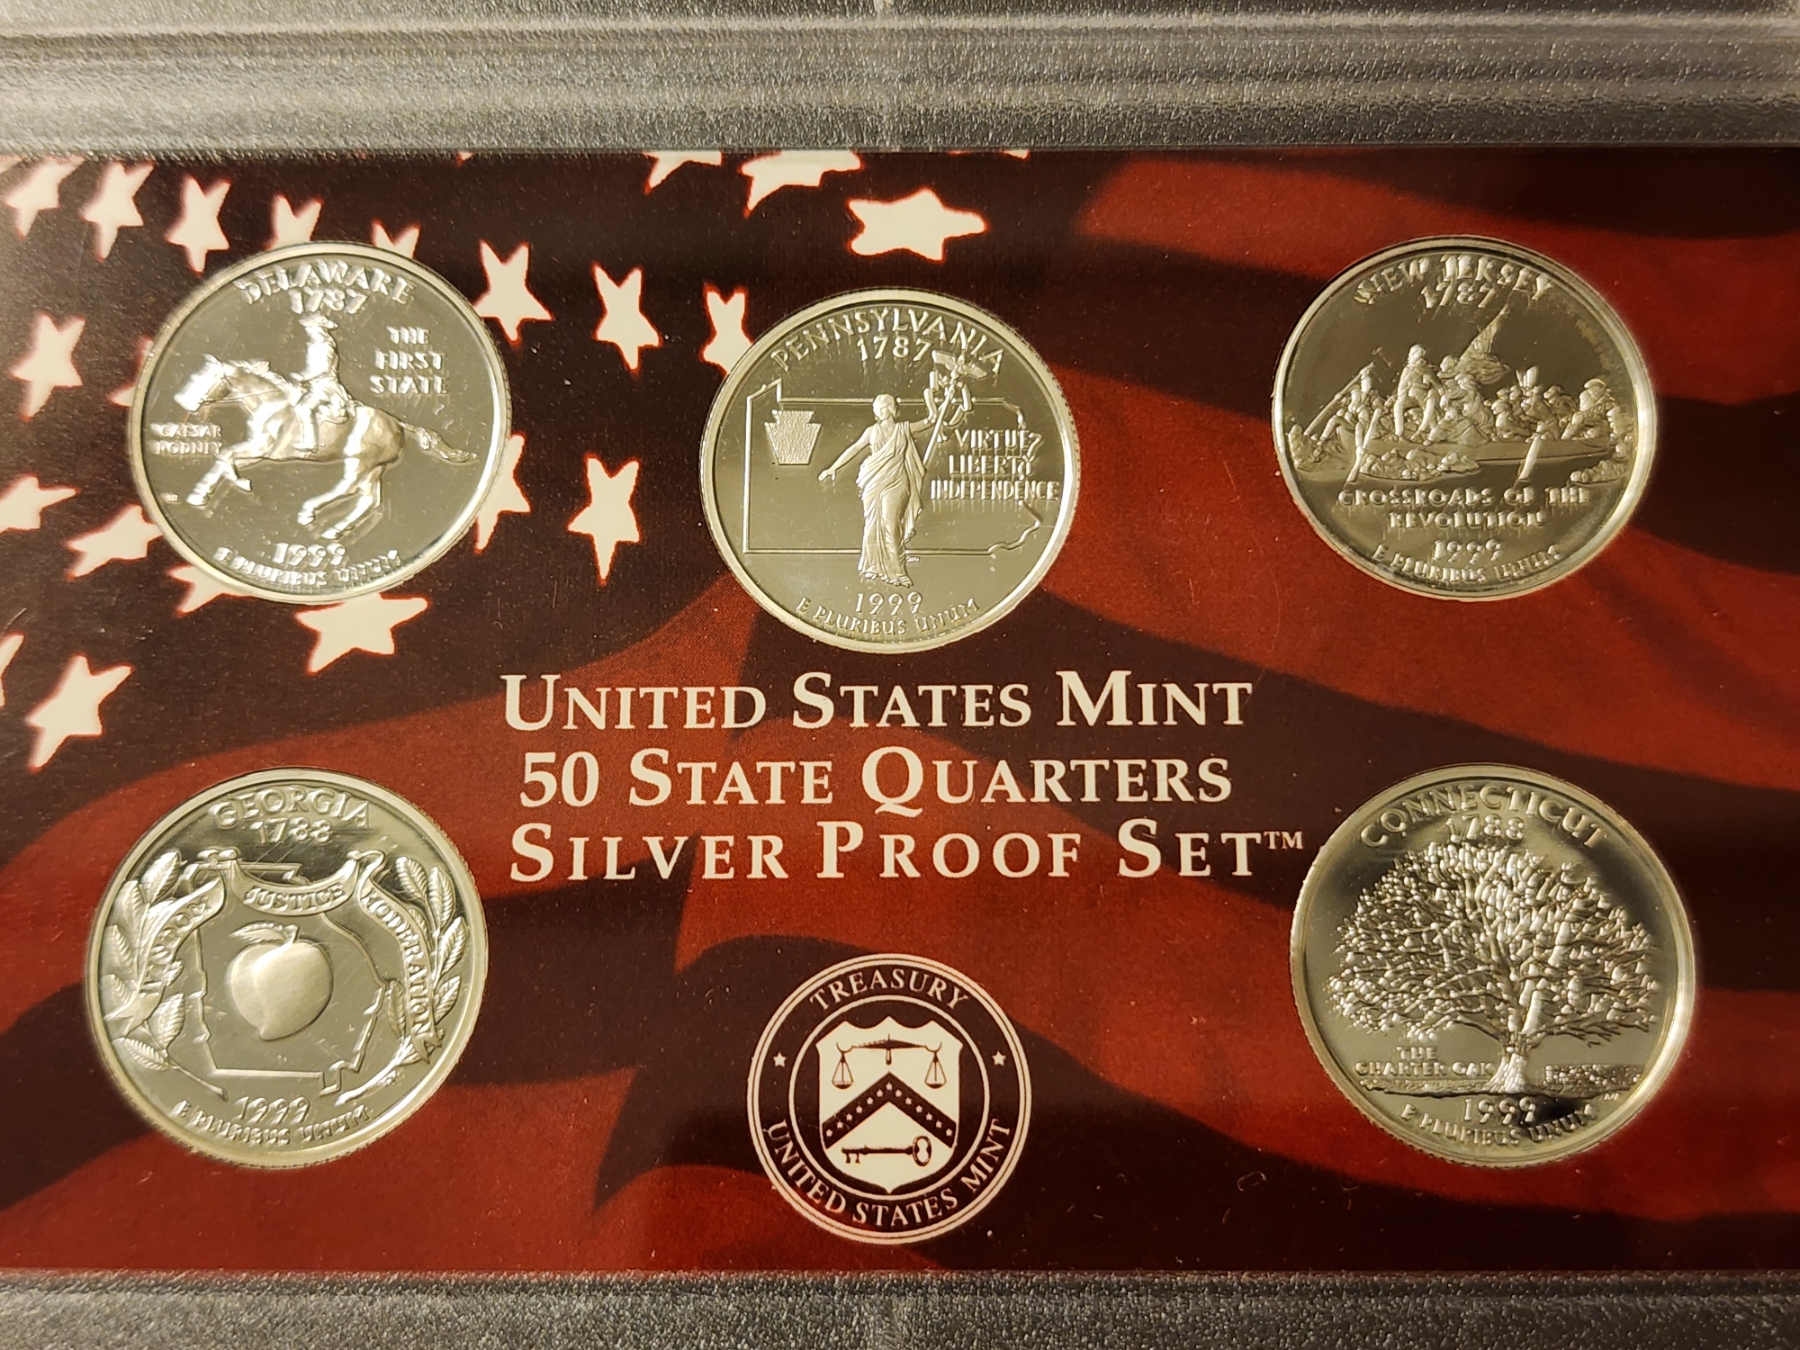 DELAWARE
1787
THE
FIRST
STATE
CAESAR
RODNEY
1999
E PLURIBUS UNUM
PENNSYLVANIA
1787
VIRTUE
LIBERTY
INDEPENDENCE
1999
E PLURIBUS UNUM
NEW JERSEY
1787
CROSSROADS OF THE
REVOLUTION
1999
E PLURIBUS UNUM
UNITED STATES MINT
50 STATE QUARTERS
SILVER PROOF SET™
GEORGIA
1788
WISDOM JUSTICE MODERATION
1999
E PLURIBUS UNUM
TREASURY
UNITED STATES MINT
CONNECTICUT
1788
THE
CHARTER OAK
1999
E PLURIBUS UNUM